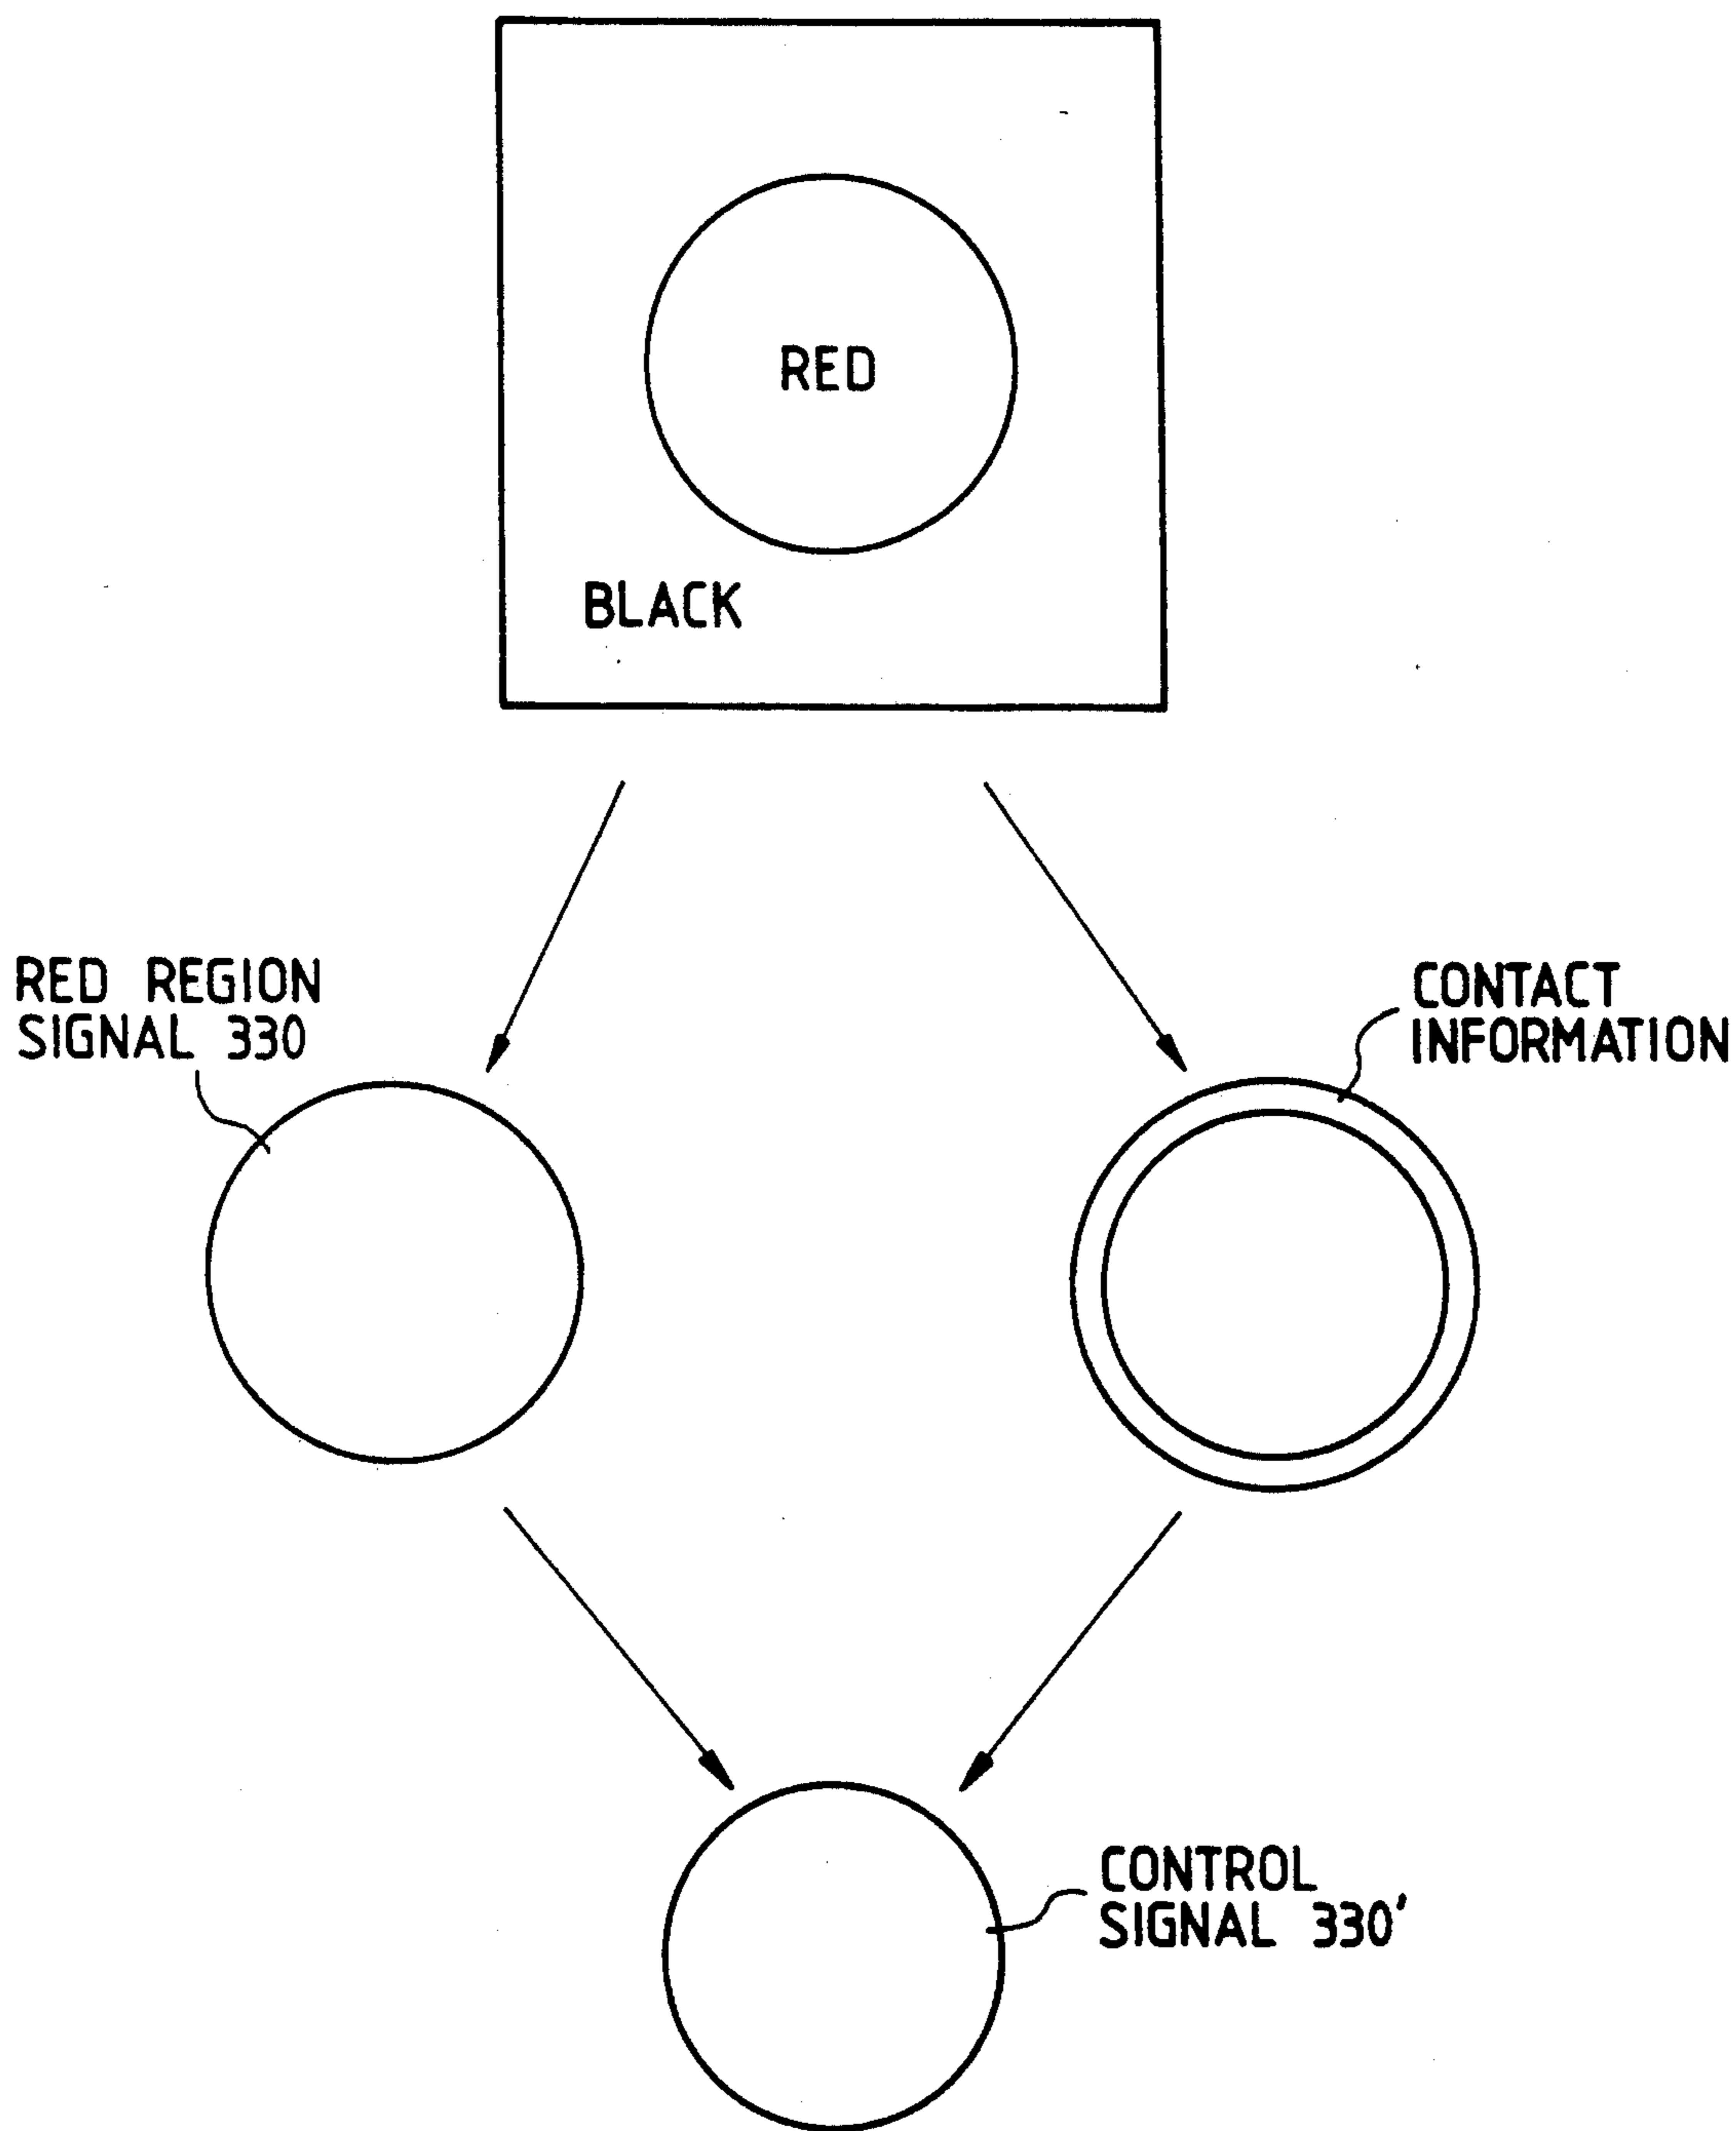 RED
BLACK
RED REGION
SIGNAL 330
CONTACT
INFORMATION
CONTROL
SIGNAL 330'